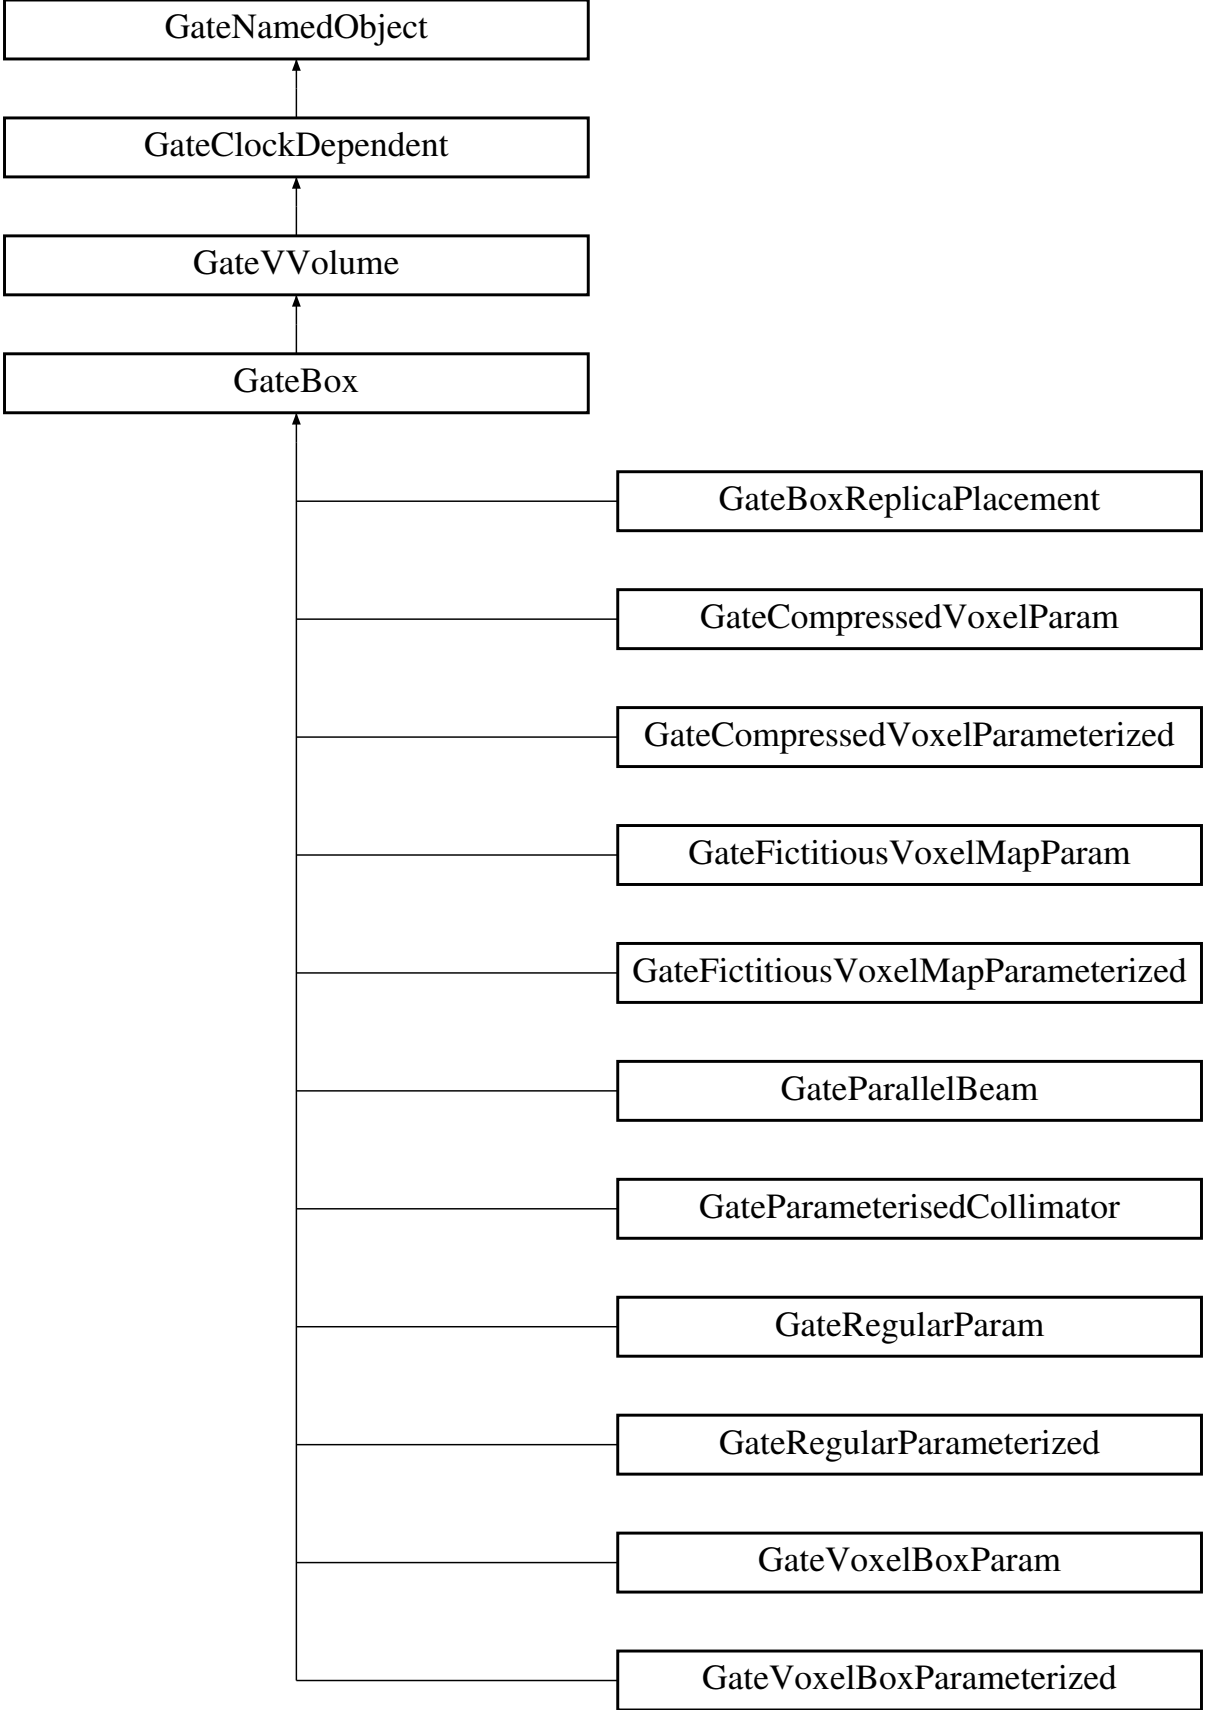 GateNamedObject
GateClockDependent
GateVVolume
GateBox
GateBoxReplicaPlacement
GateCompressedVoxelParam
GateCompressedVoxelParameterized
GateFictitiousVoxelMapParam
GateFictitiousVoxelMapParameterized
GateParallelBeam
GateParameterisedCollimator
GateRegularParam
GateRegularParameterized
GateVoxelBoxParam
GateVoxelBoxParameterized